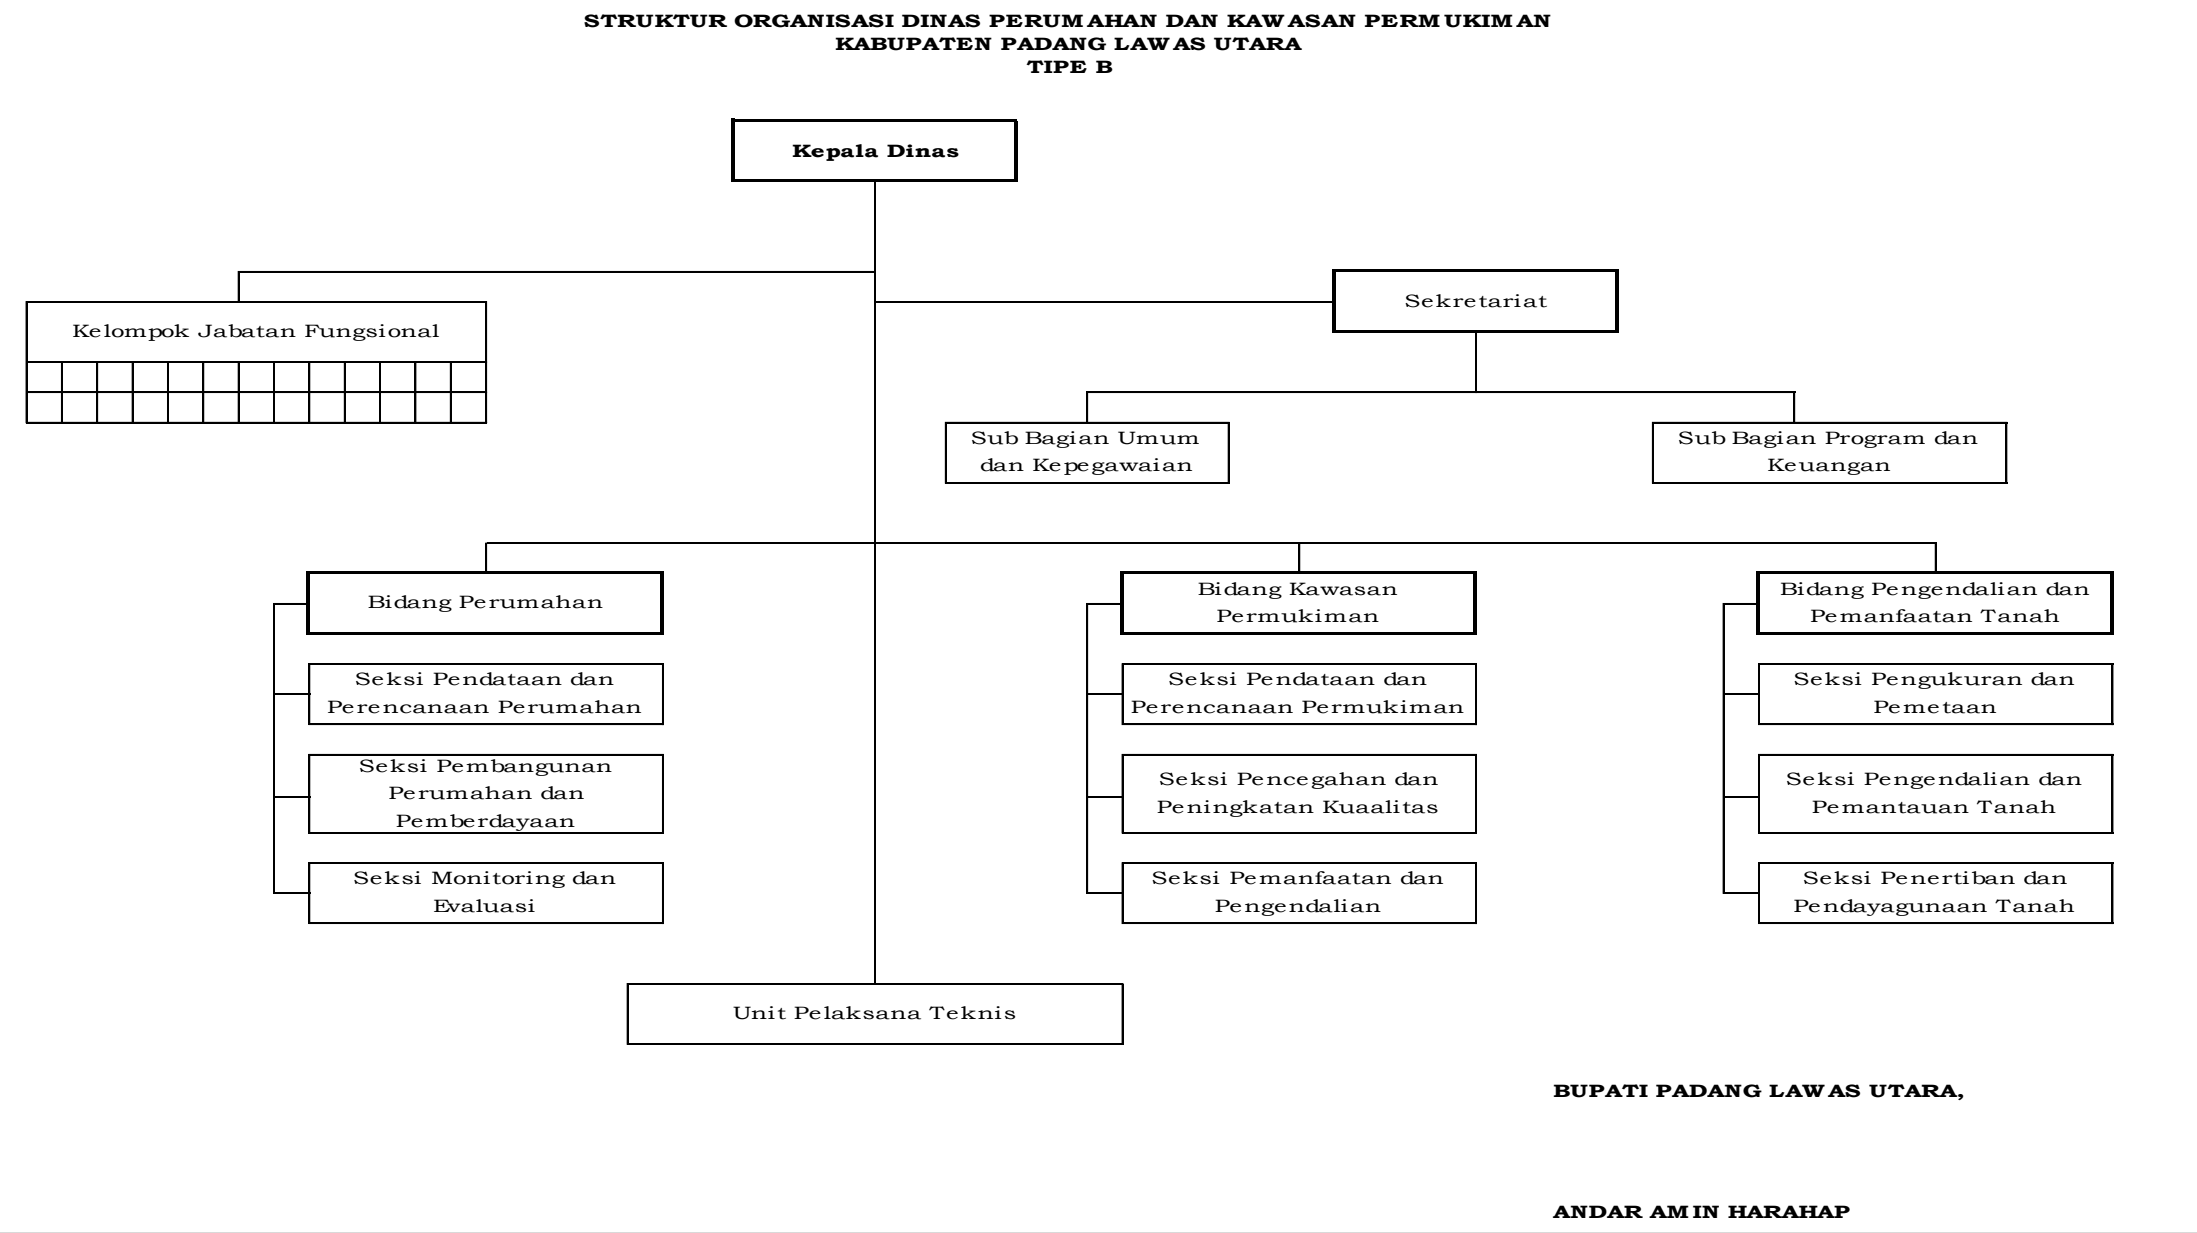 STRUKTUR ORGANISASI DINAS PERUMAHAN DAN KAWASAN PERMUKIMAN
KABUPATEN PADANG LAWAS UTARA
TIPE B
Kepala Dinas
Sekretariat
Kelompok Jabatan Fungsional
Sub Bagian Umum
dan Kepegawaian
Sub Bagian Program dan
Keuangan
Bidang Perumahan
Seksi Pendataan dan
Perencanaan Perumahan
Seksi Pembangunan
Perumahan dan
Pemberdayaan
Seksi Monitoring dan
Evaluasi
Bidang Kawasan
Permukiman
Seksi Pendataan dan
Perencanaan Permukiman
Seksi Pencegahan dan
Peningkatan Kuaalitas
Seksi Pemanfaatan dan
Pengendalian
Bidang Pengendalian dan
Pemanfaatan Tanah
Seksi Pengukuran dan
Pemetaan
Seksi Pengendalian dan
Pemantauan Tanah
Seksi Penertiban dan
Pendayagunaan Tanah
Unit Pelaksana Teknis
BUPATI PADANG LAWAS UTARA,
ANDAR AMIN HARAHAP